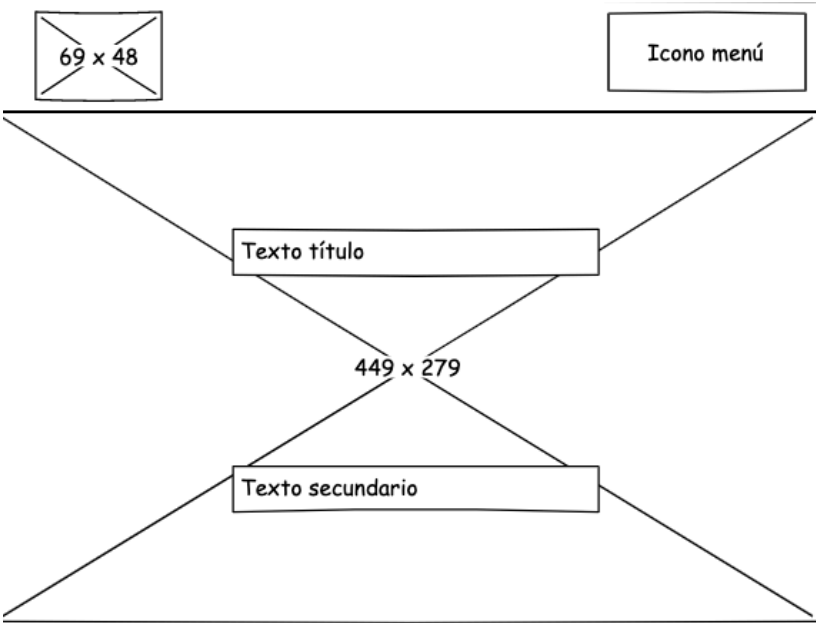 69 x 48
Icono menú
Texto título
449 x 279
Texto secundario